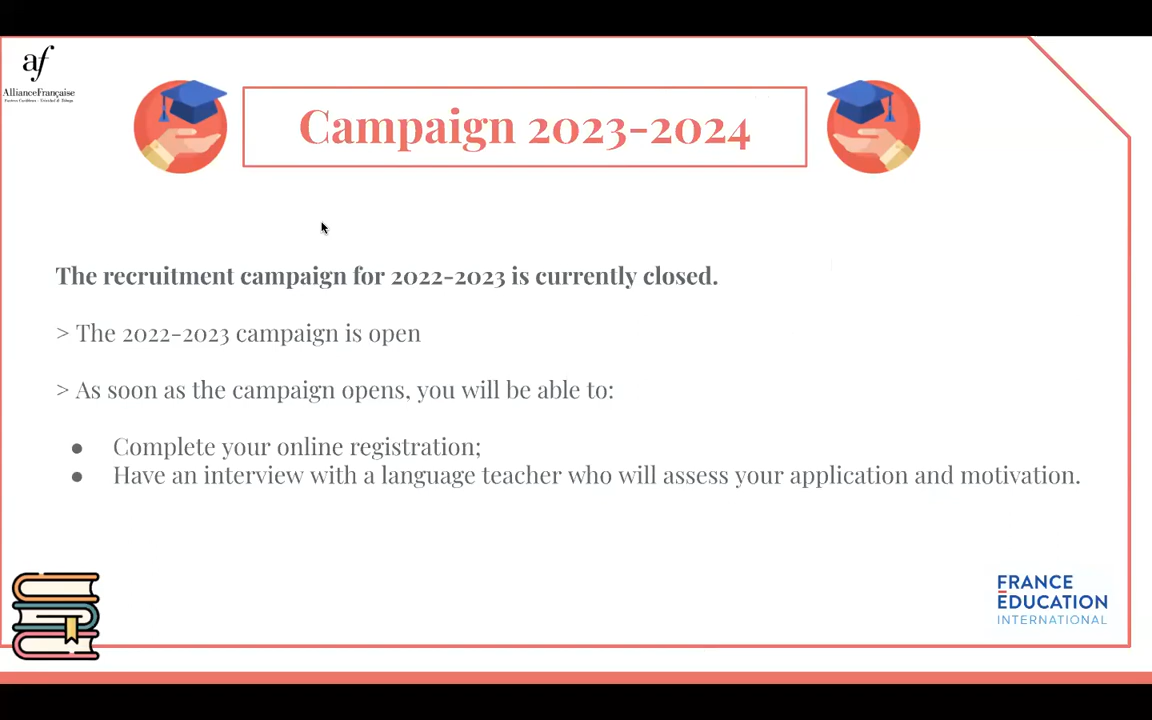 af
AllianceFrançaise
Campaign 2023-2024
The recruitment campaign for 2022-2023 is currently closed.
> The 2022-2023 campaign is open
> As soon as the campaign opens, you will be able to:
● Complete your online registration;
● Have an interview with a language teacher who will assess your application and motivation.
FRANCE
EDUCATION
INTERNATIONAL